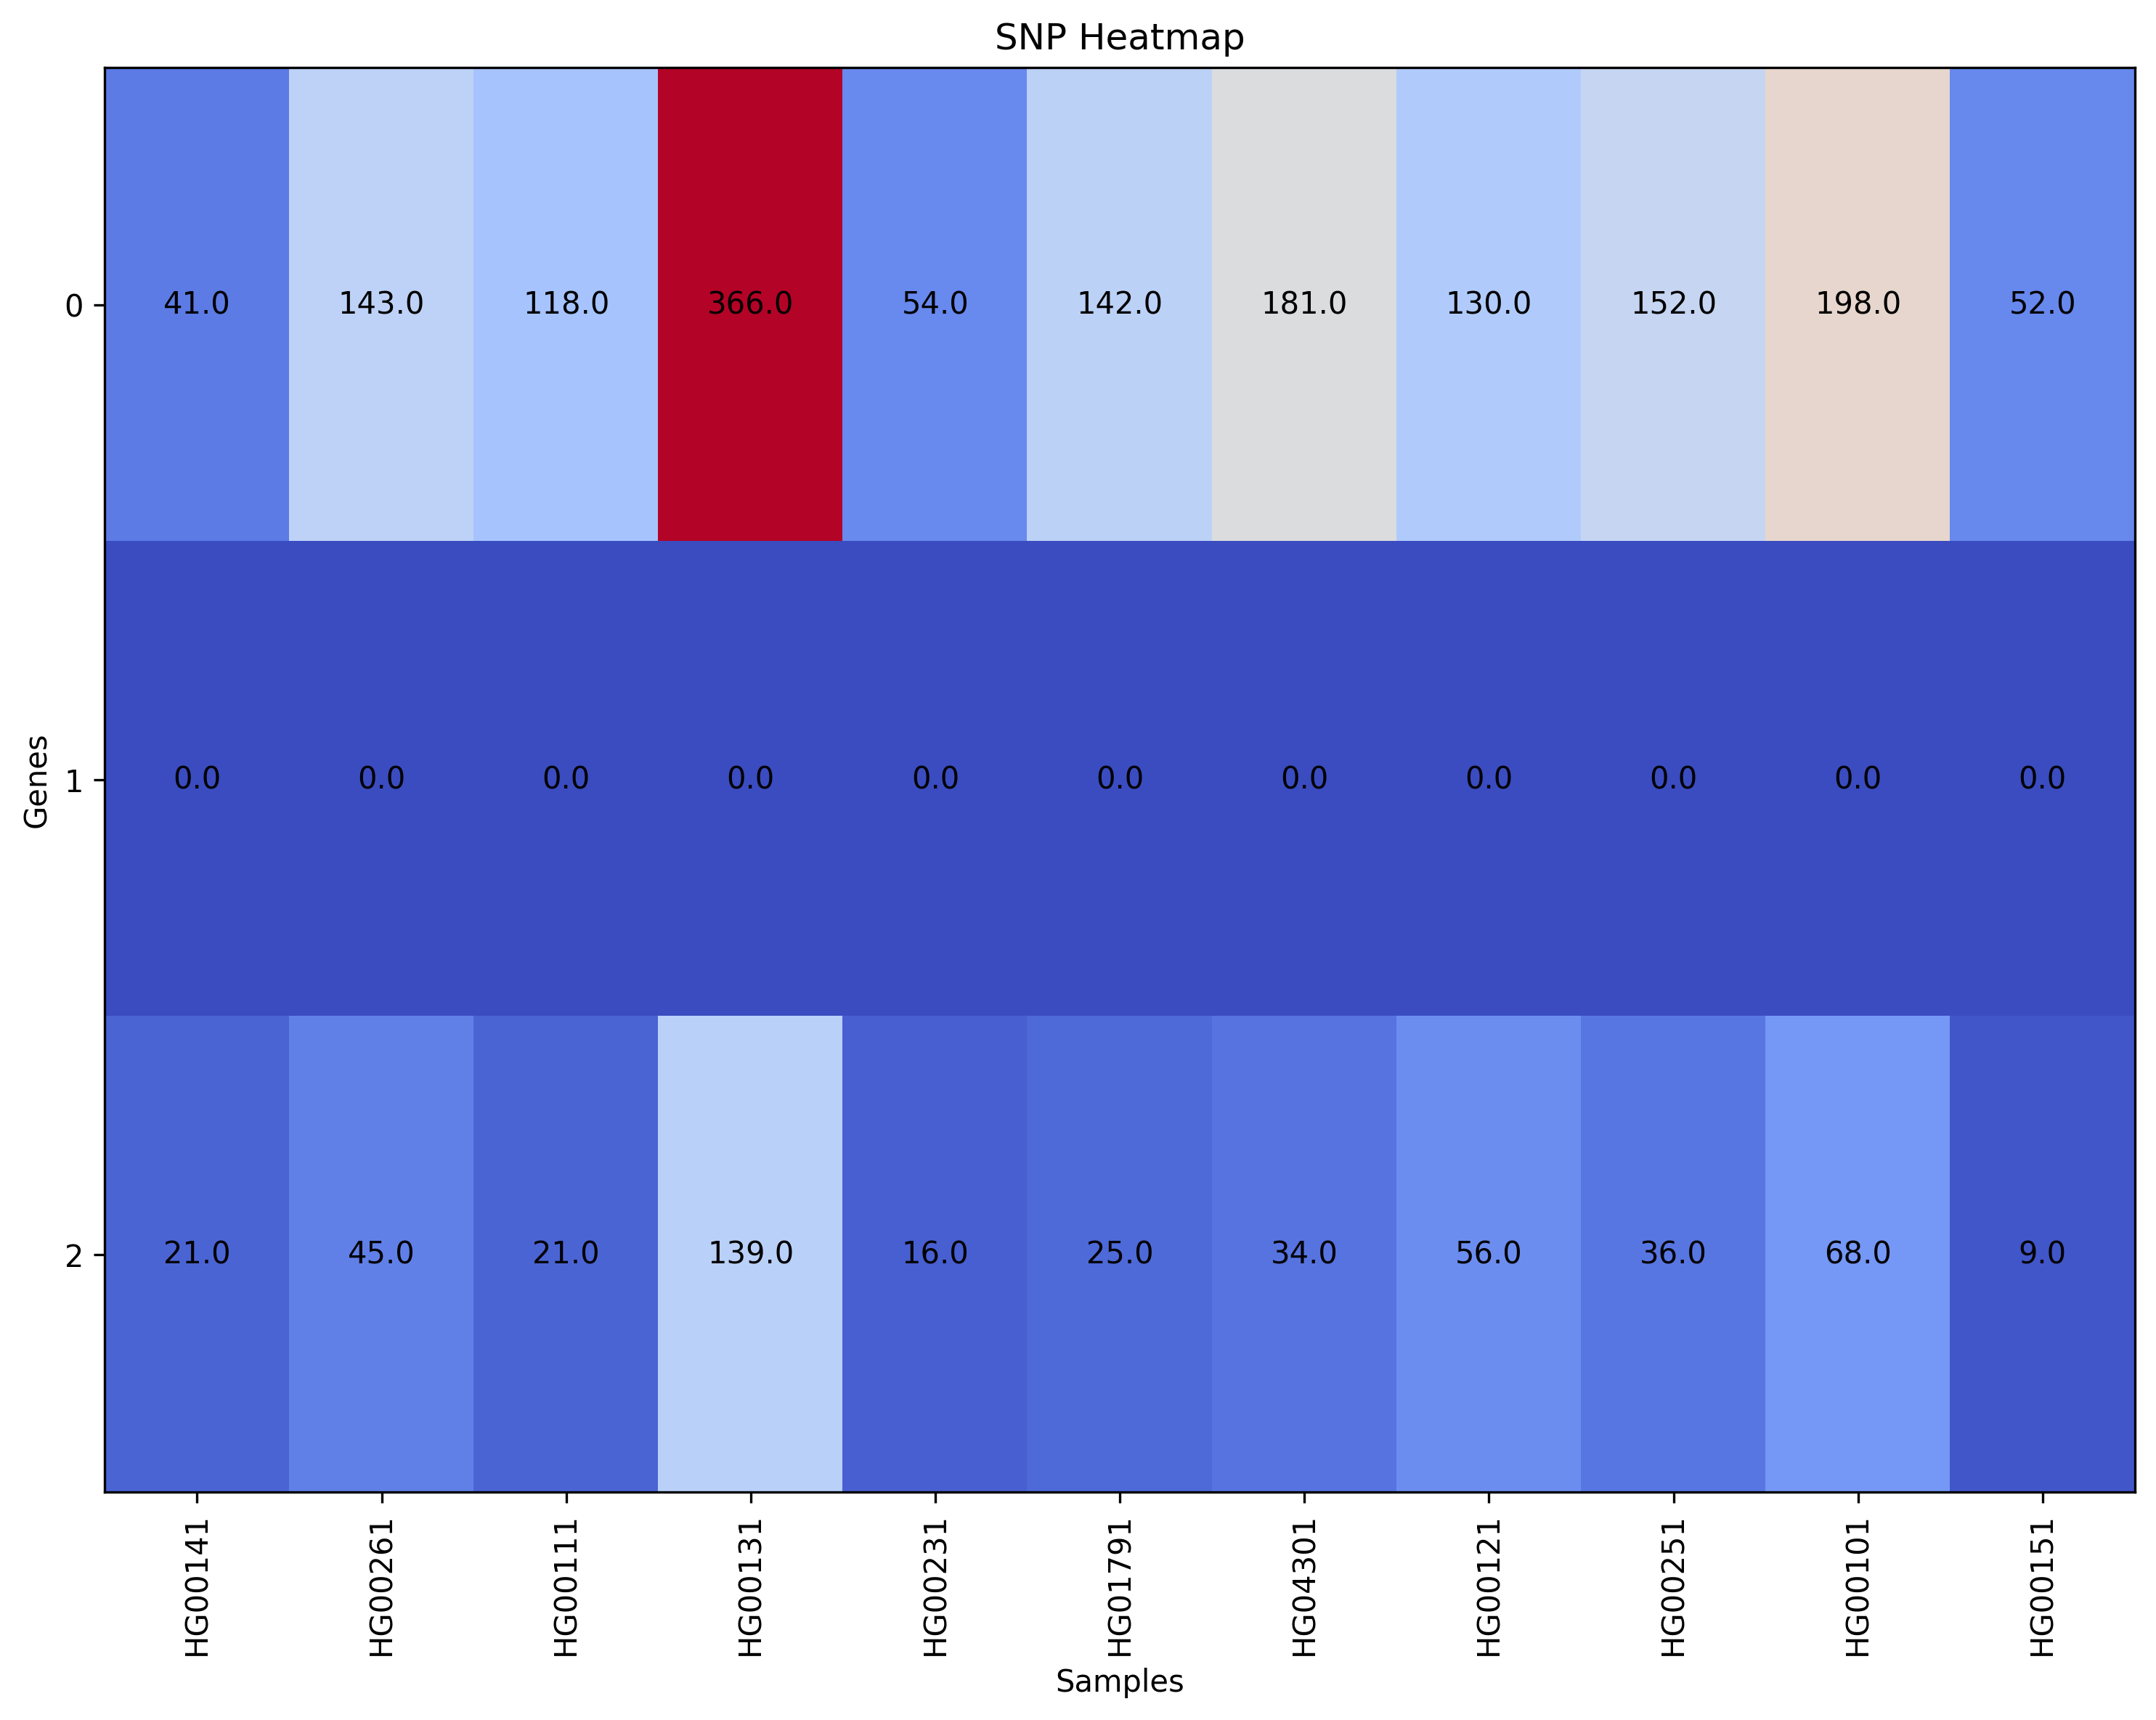 SNP Heatmap
Genes
0 41.0 143.0 118.0 366.0 54.0 142.0 181.0 130.0 152.0 198.0 52.0
1 0.0 0.0 0.0 0.0 0.0 0.0 0.0 0.0 0.0 0.0 0.0
2 21.0 45.0 21.0 139.0 16.0 25.0 34.0 56.0 36.0 68.0 9.0
HG00141 HG00261 HG00111 HG00131 HG00231 HG01791 HG04301 HG00121 HG00251 HG00101 HG00151
Samples